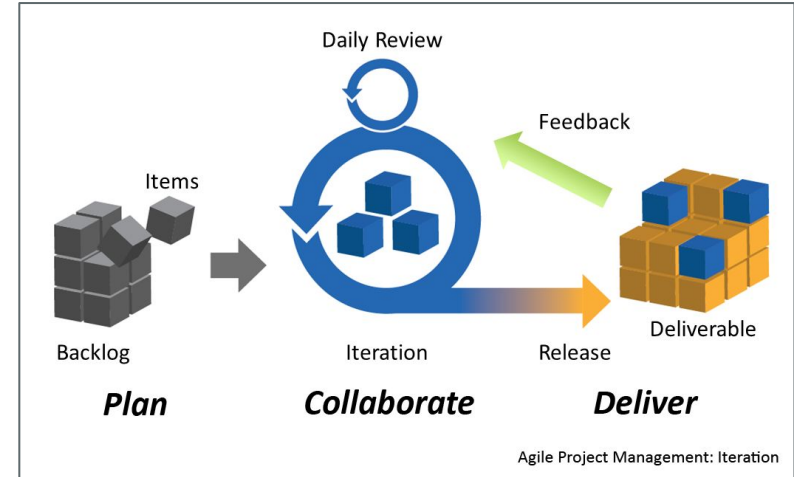 Daily Review
Feedback
Items
Deliverable
Backlog
Iteration
Release
Plan
Collaborate
Deliver
Agile Project Management: Iteration